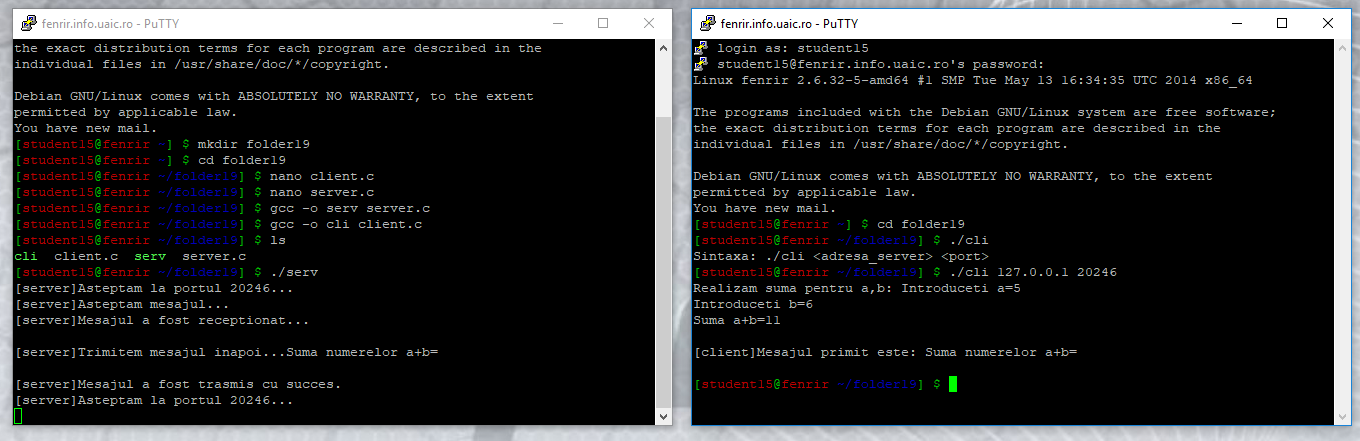 fenrir.info.uaic.ro - PuTTY
the exact distribution terms for each program are described in the
individual files in /usr/share/doc/*/copyright.
Debian GNU/Linux comes with ABSOLUTELY NO WARRANTY, to the extent
permitted by applicable law.
You have new mail.
[student15@fenrir ~] $ mkdir folder19
[student15@fenrir ~] $ cd folder19
[student15@fenrir ~/folder19] $ nano client.c
[student15@fenrir ~/folder19] $ nano server.c
[student15@fenrir ~/folder19] $ gcc -o serv server.c
[student15@fenrir ~/folder19] $ gcc -o cli client.c
[student15@fenrir ~/folder19] $ ls
cli  client.c  serv  server.c
[student15@fenrir ~/folder19] $ ./serv
[server]Asteptam la portul 20246...
[server]Asteptam mesajul...
[server]Mesajul a fost receptionat...
[server]Trimitem mesajul inapoi...Suma numerelor a+b=
[server]Mesajul a fost trasmis cu succes.
[server]Asteptam la portul 20246...
fenrir.info.uaic.ro - PuTTY
login as: student15
student15@fenrir.info.uaic.ro's password:
Linux fenrir 2.6.32-5-amd64 #1 SMP Tue May 13 16:34:35 UTC 2014 x86_64
The programs included with the Debian GNU/Linux system are free software;
the exact distribution terms for each program are described in the
individual files in /usr/share/doc/*/copyright.
Debian GNU/Linux comes with ABSOLUTELY NO WARRANTY, to the extent
permitted by applicable law.
You have new mail.
[student15@fenrir ~] $ cd folder19
[student15@fenrir ~/folder19] $ ./cli
Sintaxa: ./cli <adresa_server> <port>
[student15@fenrir ~/folder19] $ ./cli 127.0.0.1 20246
Realizam suma pentru a,b: Introduceti a=5
Introduceti b=6
Suma a+b=11
[client]Mesajul primit este: Suma numerelor a+b=
[student15@fenrir ~/folder19] $